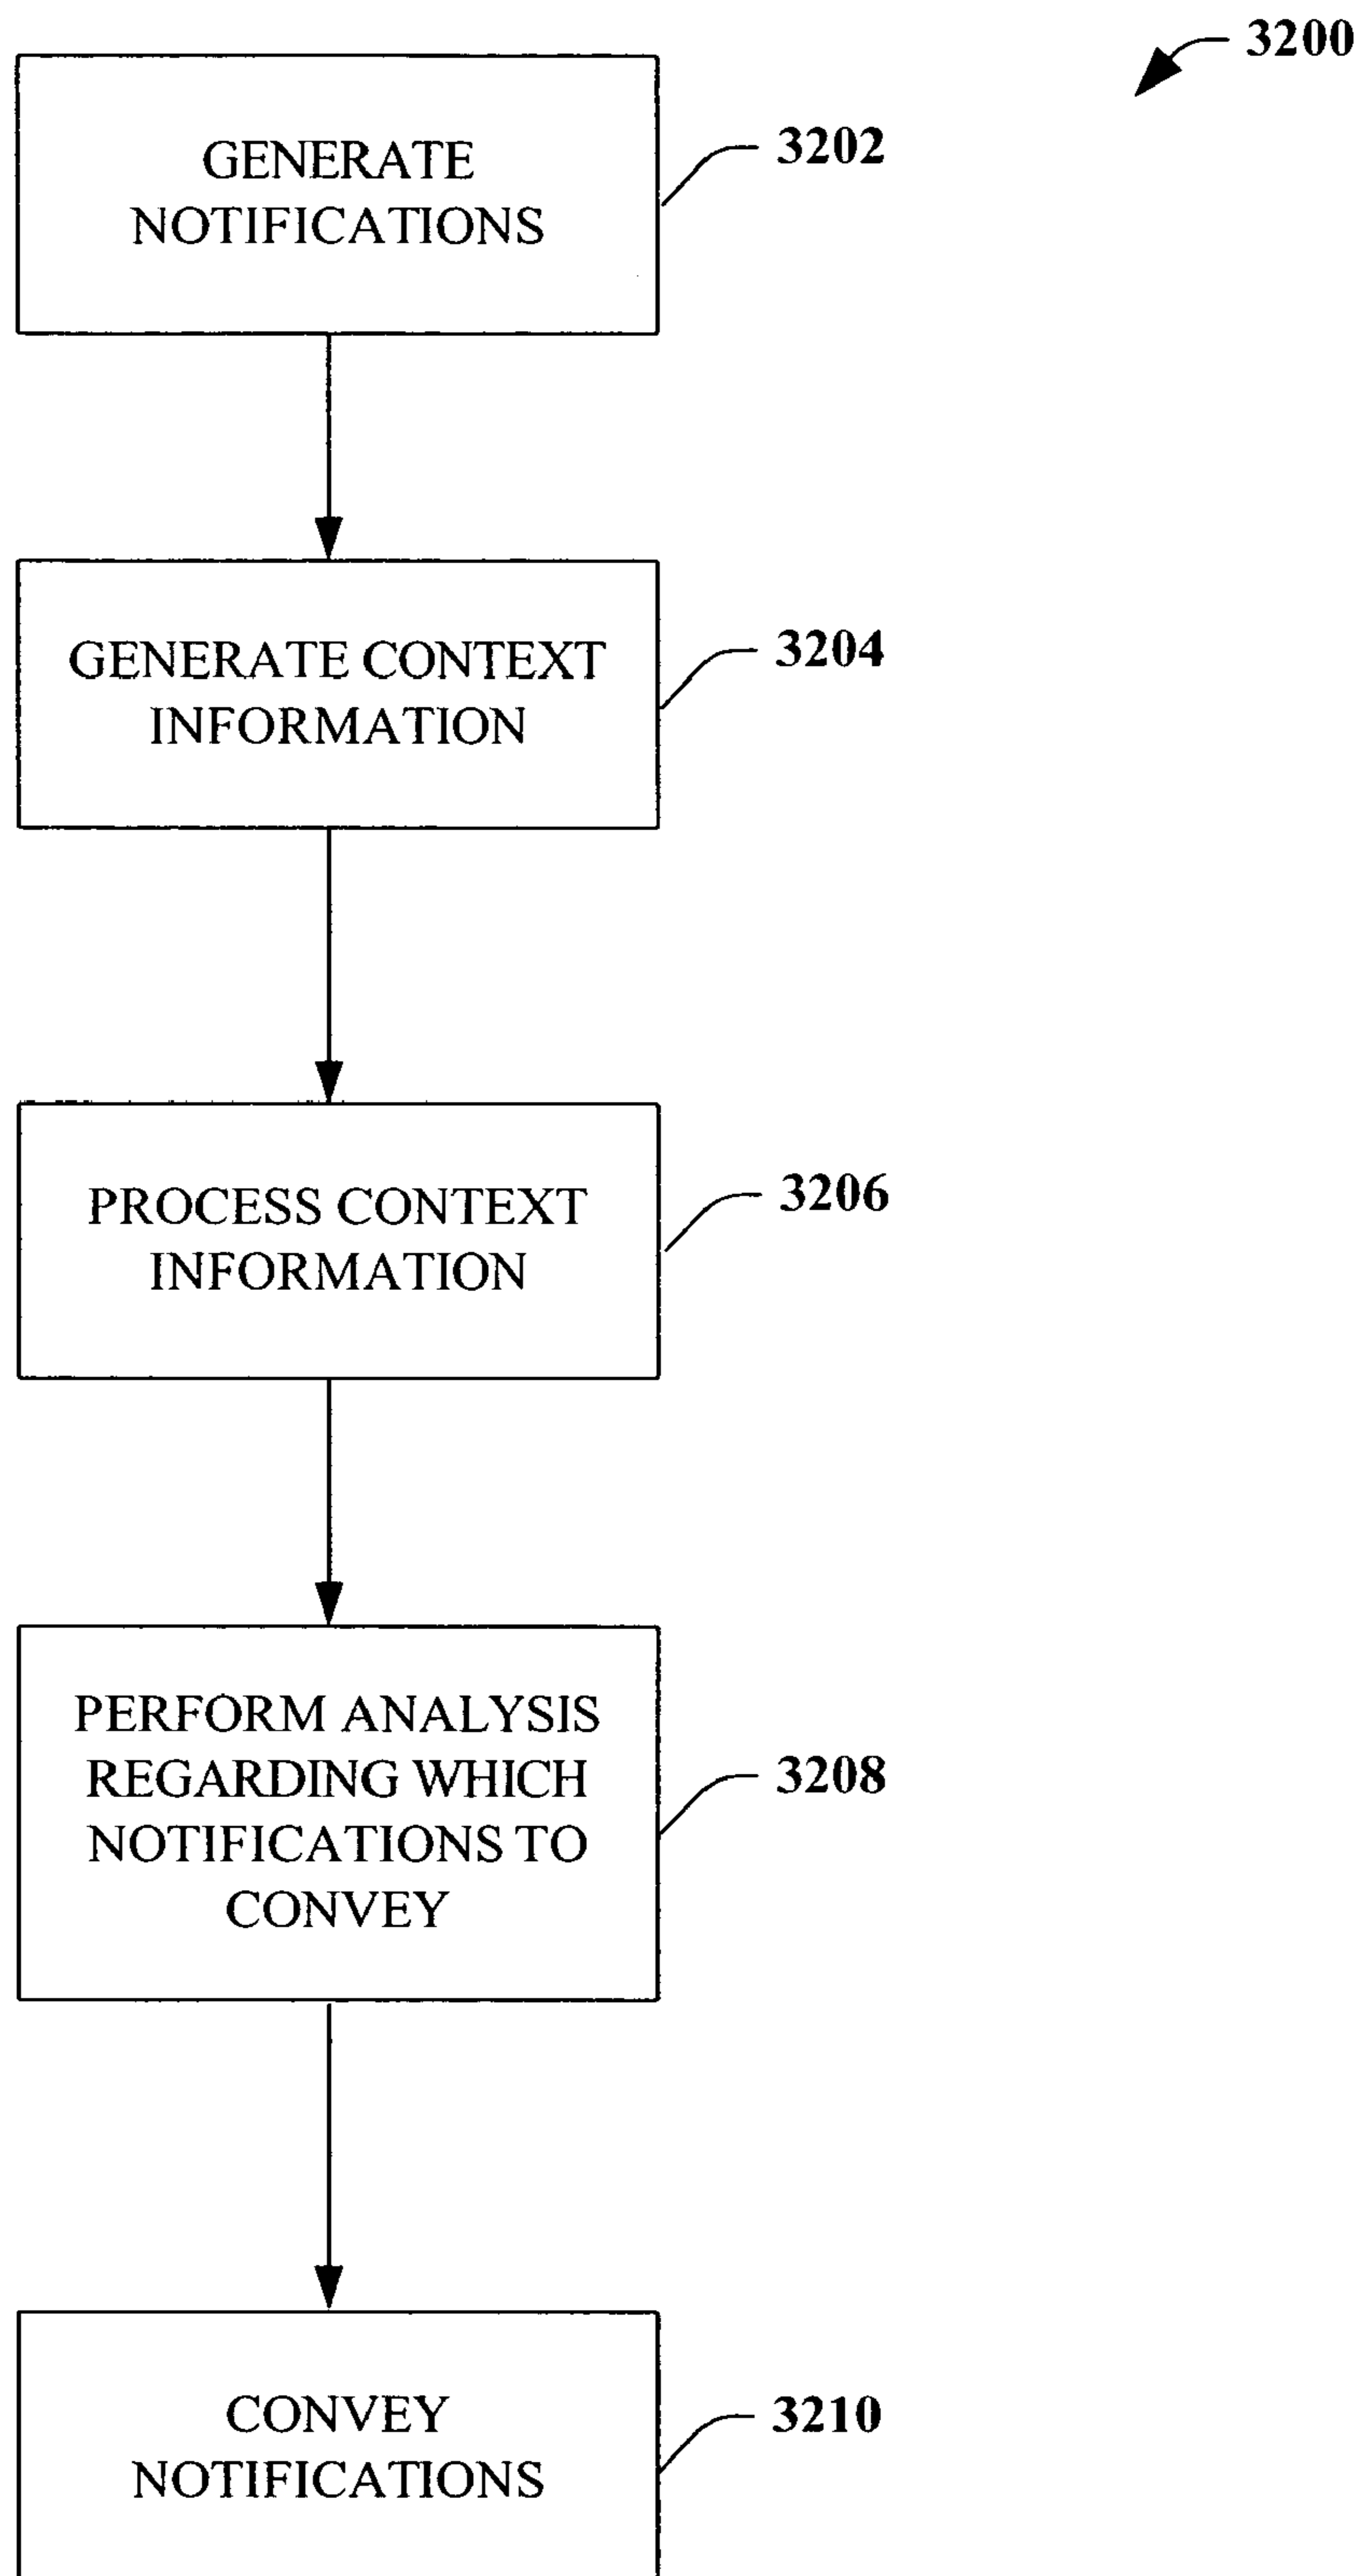 3200
GENERATE
NOTIFICATIONS
3202
GENERATE CONTEXT
INFORMATION
3204
PROCESS CONTEXT
INFORMATION
3206
PERFORM ANALYSIS
REGARDING WHICH
NOTIFICATIONS TO
CONVEY
3208
CONVEY
NOTIFICATIONS
3210